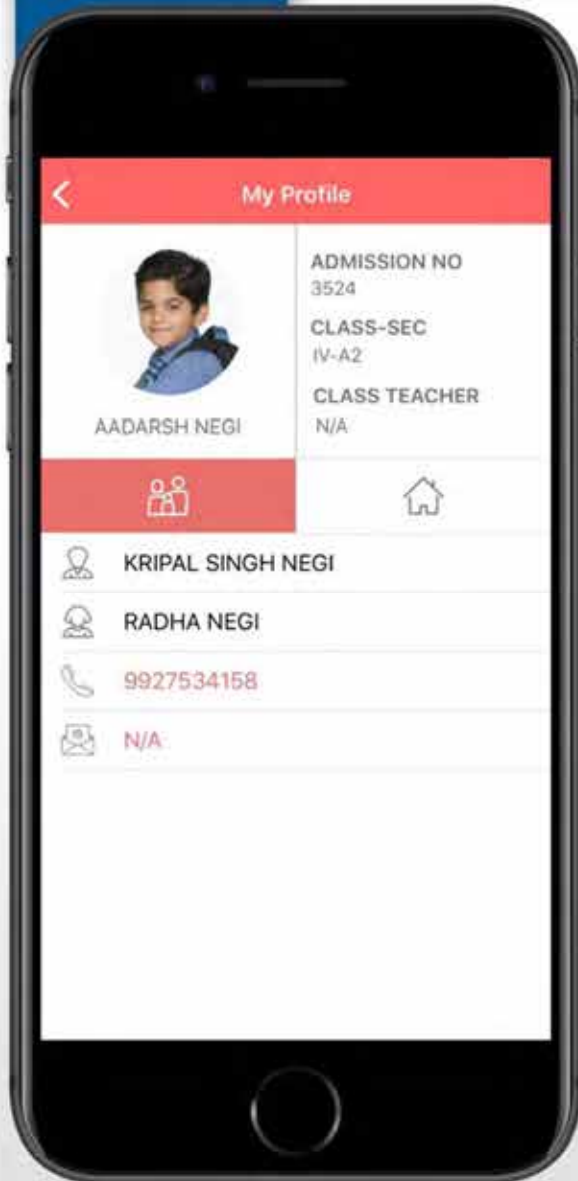 My Profile
AADARSH NEGI
ADMISSION NO
3524
CLASS-SEC
IV-A2
CLASS TEACHER
N/A
KRIPAL SINGH NEGI
RADHA NEGI
9927534158
N/A